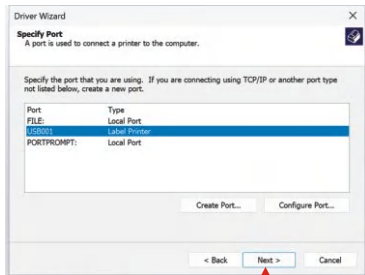 Driver Wizard
Specify Port
A port is used to connect a printer to the computer.
Specify the port that you are using. If you are connecting using TCP/IP or another port type
not listed below, create a new port.
Port Type
FILE: Local Port
USB001 Label Printer
PORTPROMPT: Local Port
Create Port... Configure Port...
< Back Next > Cancel